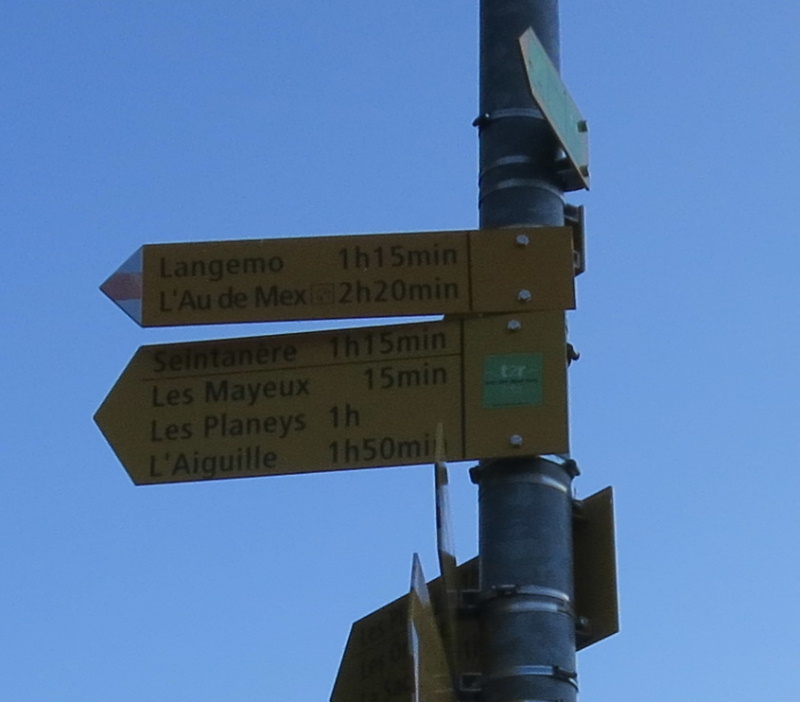 Langemo 1h15min
L'Au de Mex 2h20min
Seintanère 1h15min
Les Mayeux 15min
Les Planeys 1h
L'Aiguille 1h50min